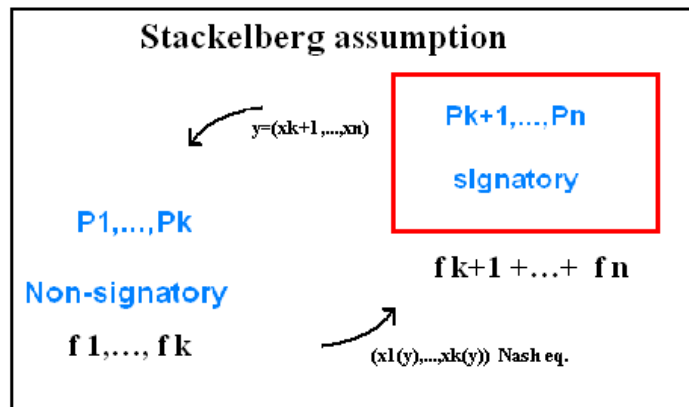 Stackelberg assumption
Pk+1,...,Pn
y=(xk+1,...,xn)
signatory
P1,...,Pk
f k+1 +...+ f n
Non-signatory
f 1,..., f k
(x1(y),...,xk(y)) Nash eq.